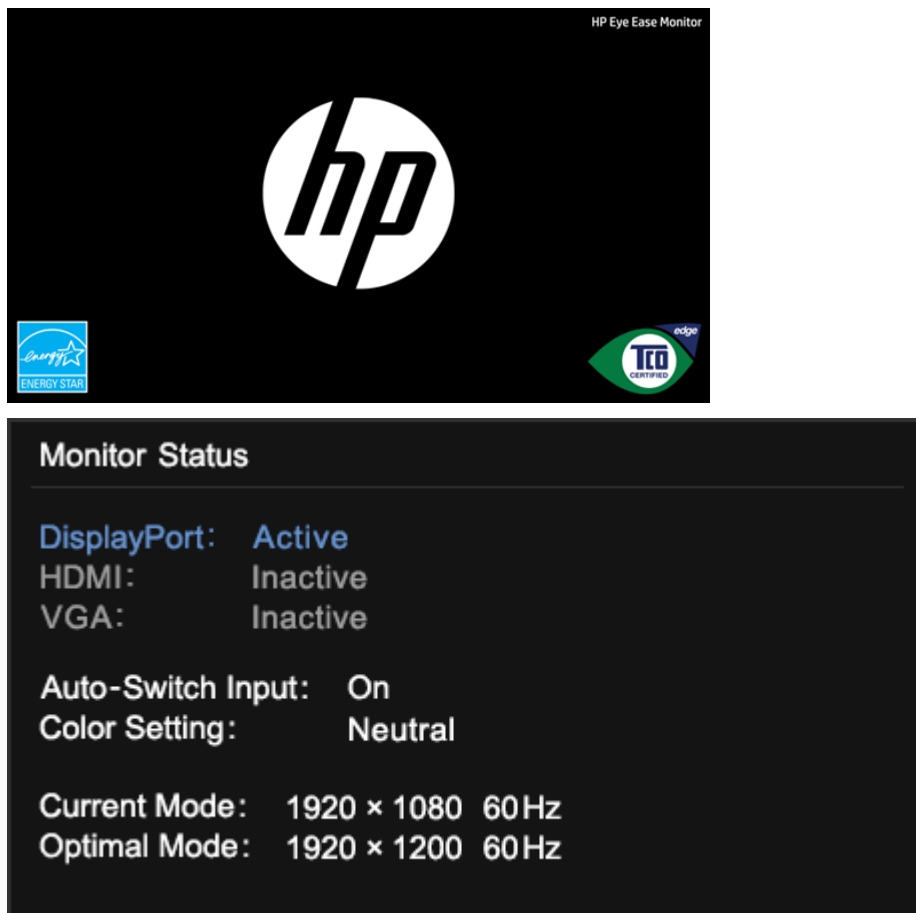 HP Eye Ease Monitor
hp
energy
ENERGY STAR
edge
TCO
CERTIFIED
Monitor Status
DisplayPort: Active
HDMI: Inactive
VGA: Inactive
Auto-Switch Input: On
Color Setting: Neutral
Current Mode: 1920 × 1080 60Hz
Optimal Mode: 1920 × 1200 60Hz